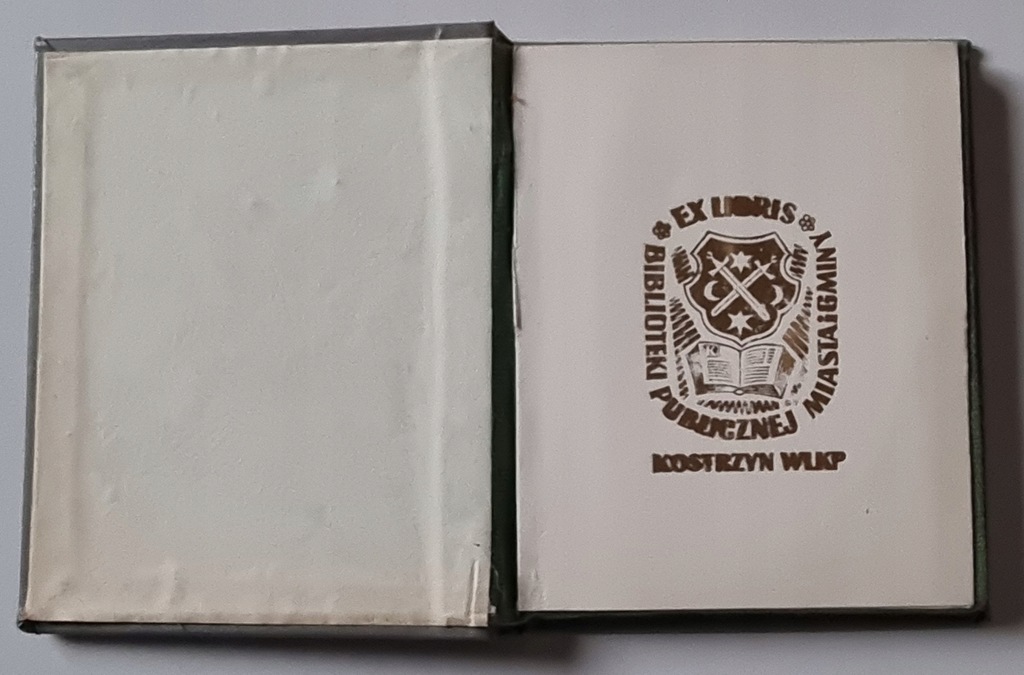 EX LIBRIS
BIBLIOTEKI PUBLICZNEJ MIASTA i GMINY
KOSTRZYN WLKP